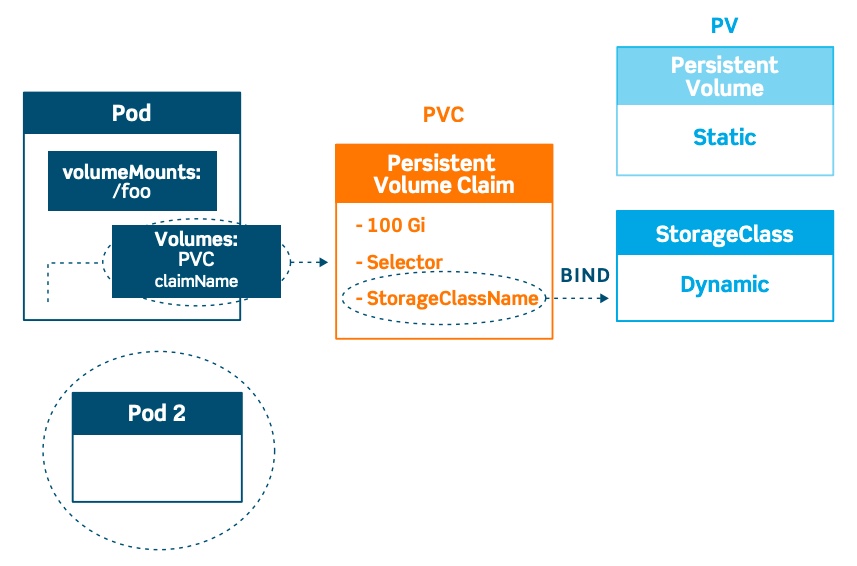 PV
Persistent
Volume
Static
Pod
volumeMounts:
/foo
Volumes:
PVC
claimName
PVC
Persistent
Volume Claim
- 100 Gi
- Selector
- StorageClassName
BIND
StorageClass
Dynamic
Pod 2